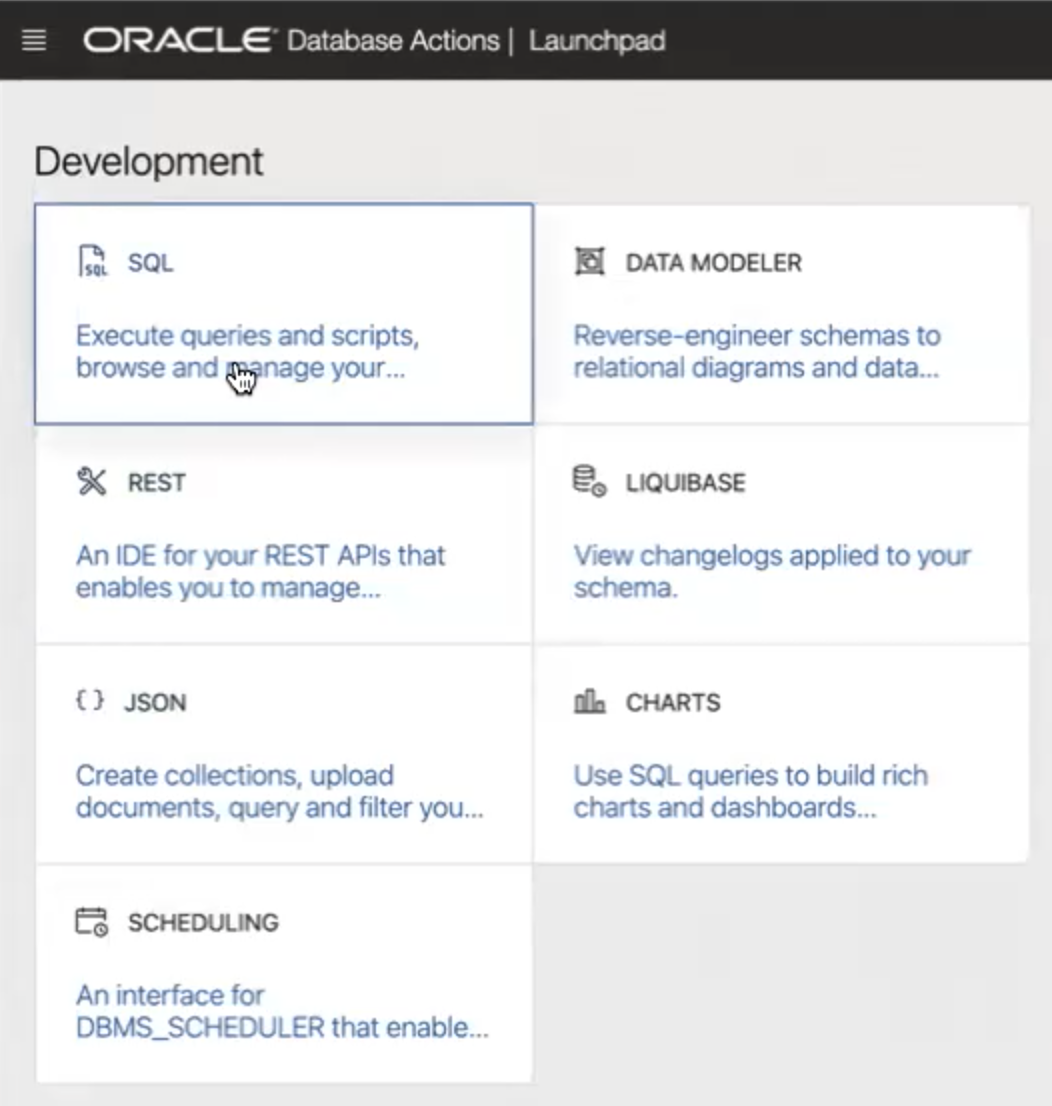 ORACLE Database Actions | Launchpad
Development
SQL
SQL
Execute queries and scripts,
browse and manage your...
DATA MODELER
Reverse-engineer schemas to
relational diagrams and data...
REST
An IDE for your REST APIs that
enables you to manage...
LIQUIBASE
View changelogs applied to your
schema.
{} JSON
Create collections, upload
documents, query and filter you...
CHARTS
Use SQL queries to build rich
charts and dashboards...
SCHEDULING
An interface for
DBMS_SCHEDULER that enable...